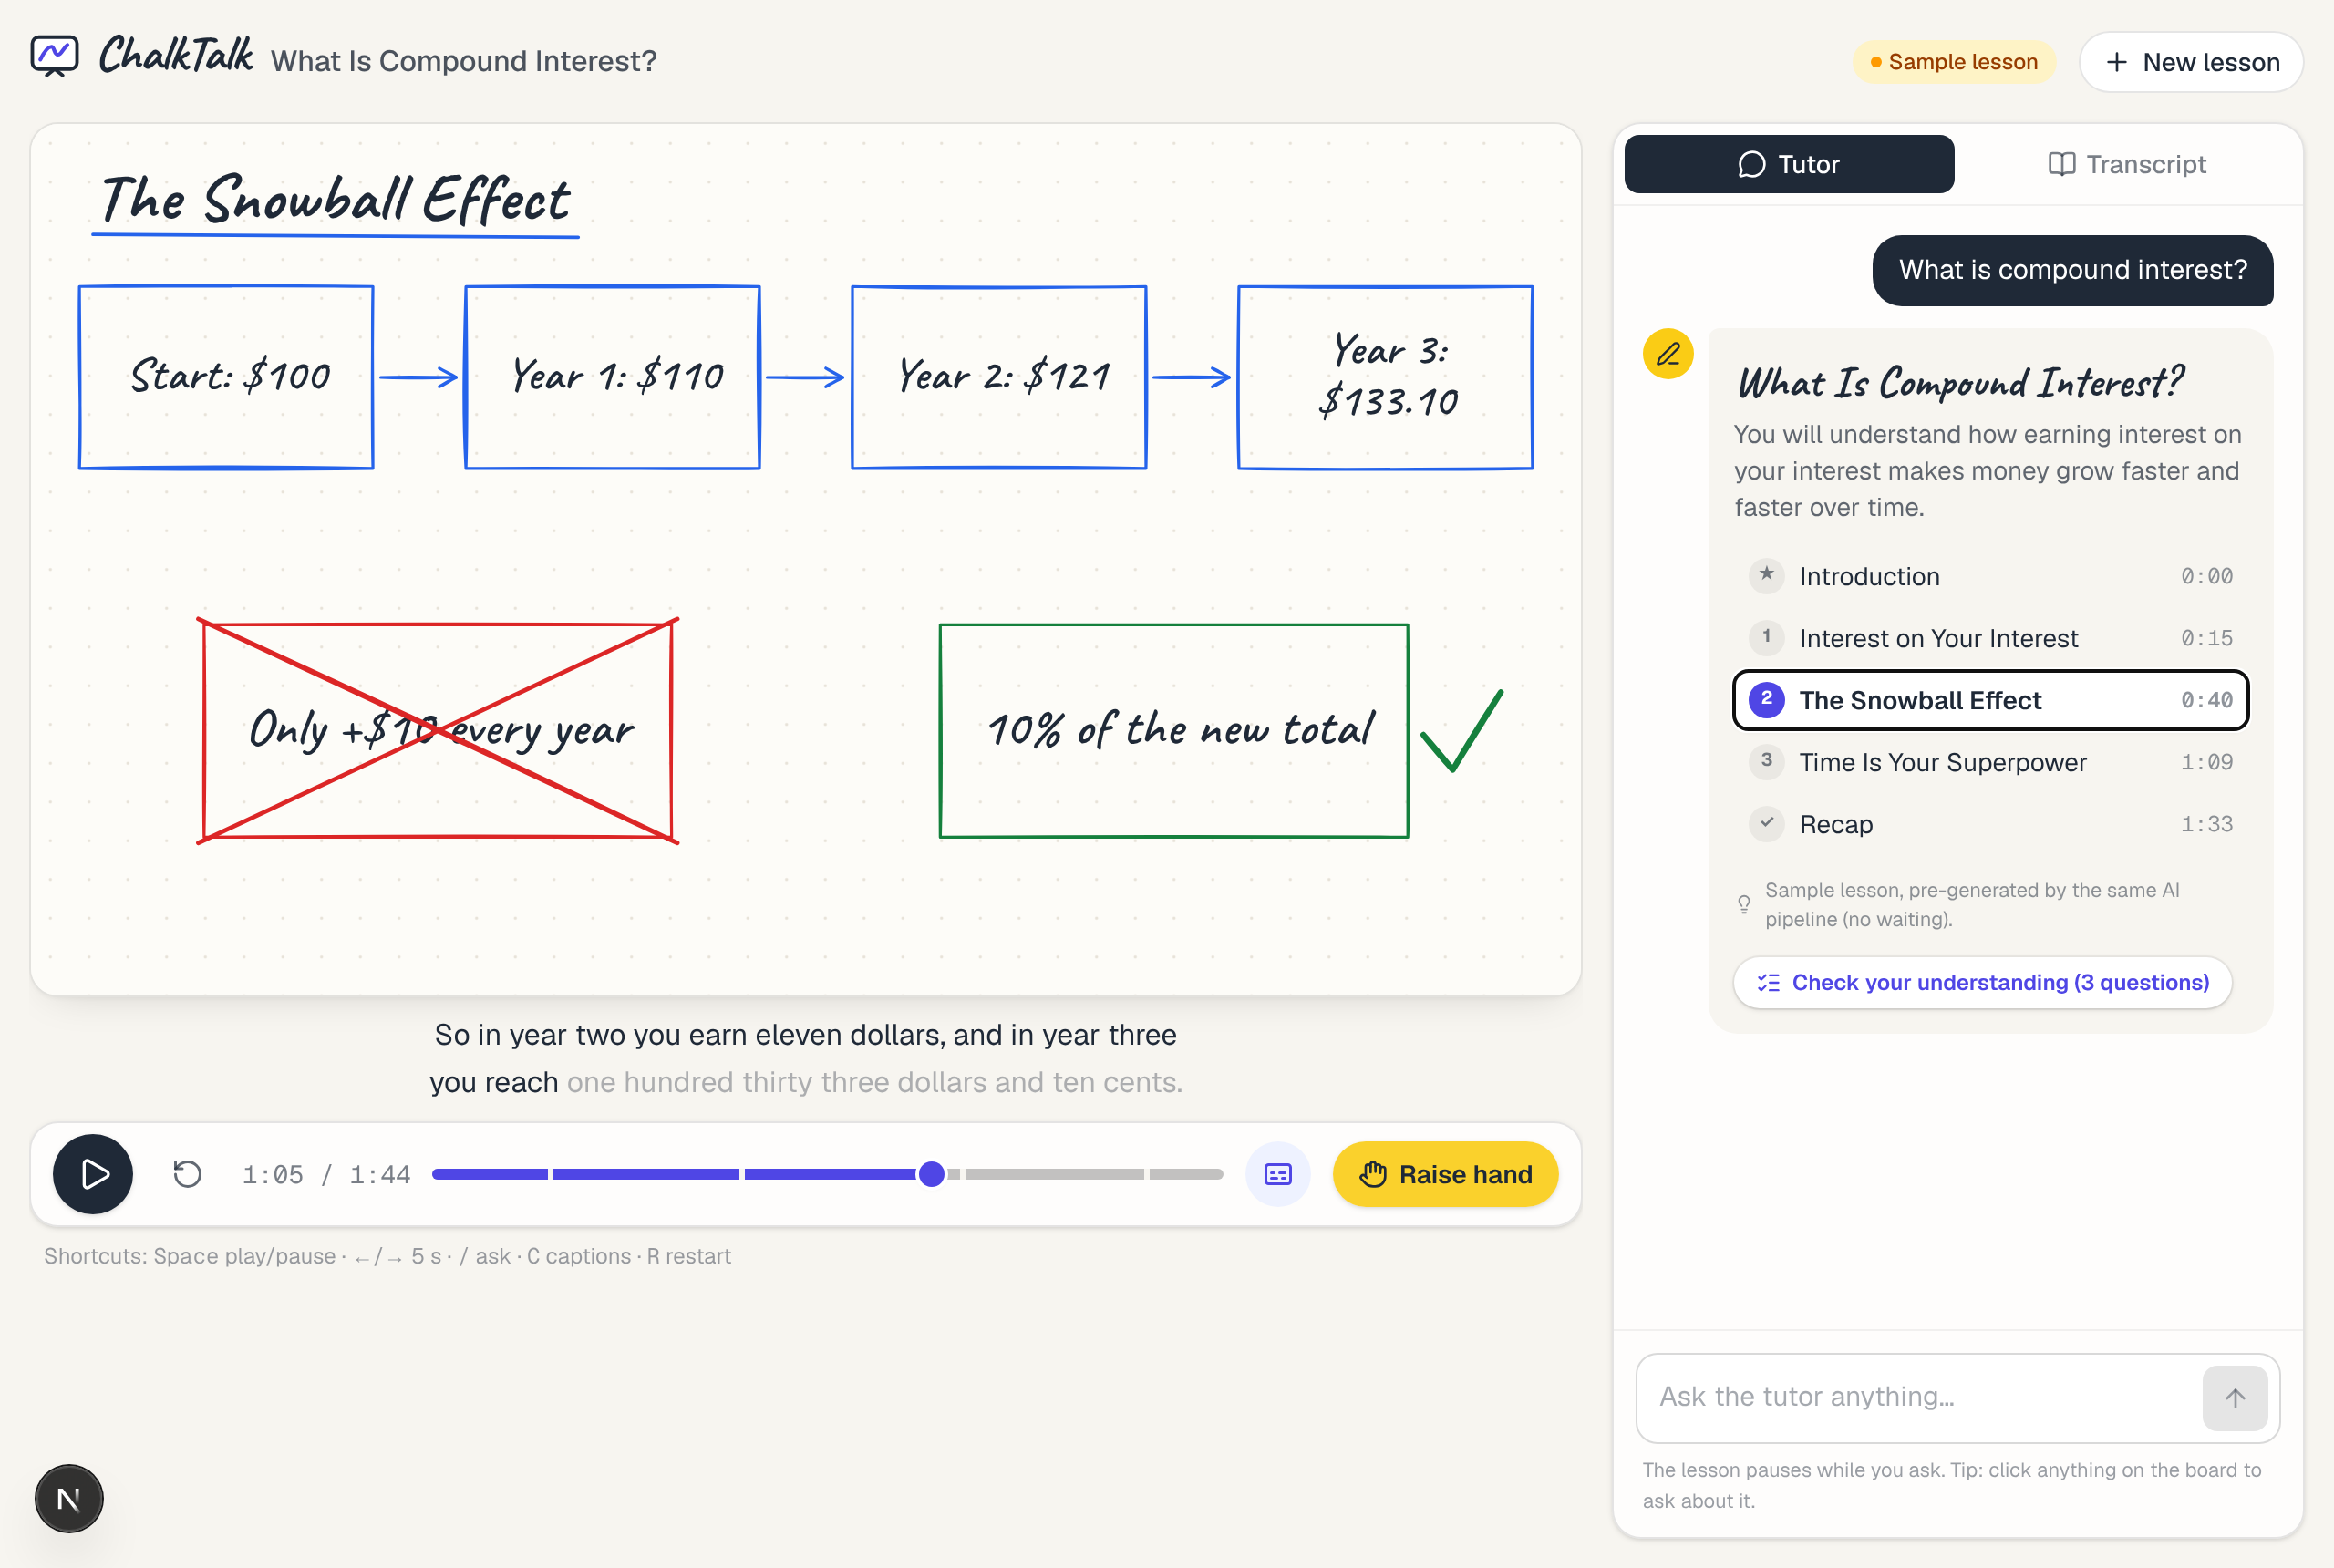 ChalkTalk What Is Compound Interest?
Sample lesson
+ New lesson
The Snowball Effect
Start: $100
Year 1: $110
Year 2: $121
Year 3:
$133.10
Only +$10 every year
10% of the new total
So in year two you earn eleven dollars, and in year three
you reach one hundred thirty three dollars and ten cents.
1:05 / 1:44
Raise hand
Shortcuts: Space play/pause · ←/→ 5 s · / ask · C captions · R restart
N
Tutor
Transcript
What is compound interest?
What Is Compound Interest?
You will understand how earning interest on
your interest makes money grow faster and
faster over time.
★ Introduction 0:00
1 Interest on Your Interest 0:15
2 The Snowball Effect 0:40
3 Time Is Your Superpower 1:09
Recap 1:33
Sample lesson, pre-generated by the same AI
pipeline (no waiting).
Check your understanding (3 questions)
Ask the tutor anything...
The lesson pauses while you ask. Tip: click anything on the board to
ask about it.